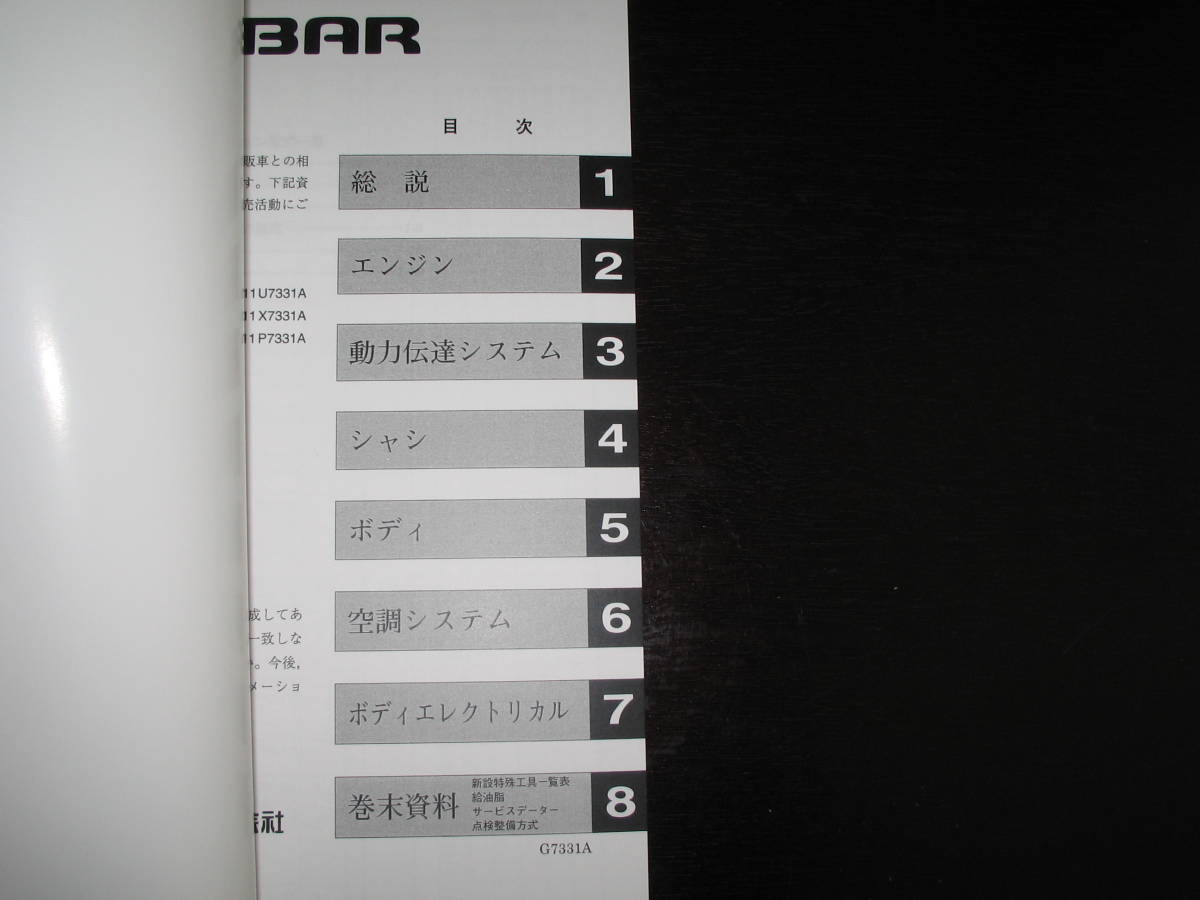 BAR
目 次
販車との相
す。下記資
売活動にご
11U7331A
11X7331A
11P7331A
成してあ
一致しな
い。今後,
メーショ
社
総 説 1
エンジン 2
動力伝達システム 3
シャシ 4
ボディ 5
空調システム 6
ボディエレクトリカル 7
巻末資料
新設特殊工具一覧表
給油脂
サービスデーター
点検整備方式
8
G7331A